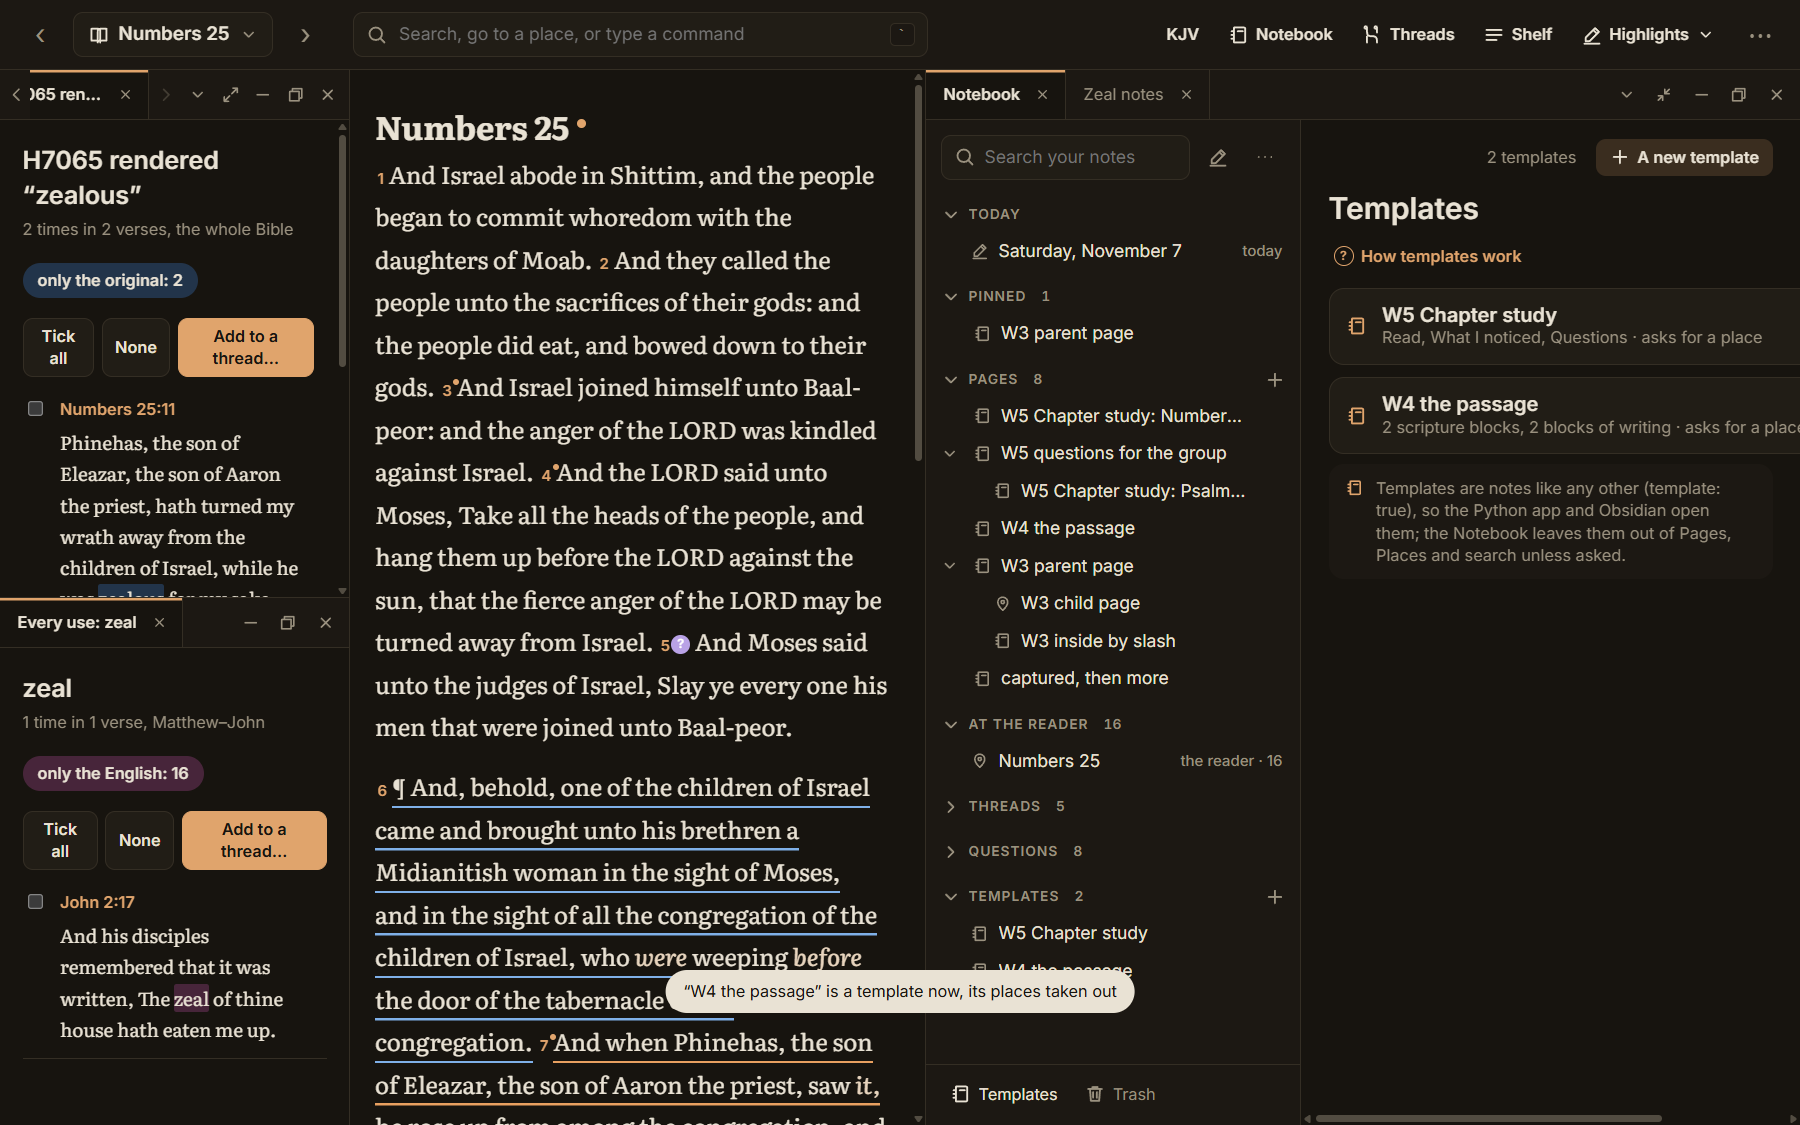 Numbers 25
Search, go to a place, or type a command
`
KJV
Notebook
Threads
Shelf
Highlights
065 ren...
H7065 rendered
“zealous”
2 times in 2 verses, the whole Bible
only the original: 2
Tick
all
None
Add to a
thread...
Numbers 25:11
Phinehas, the son of
Eleazar, the son of Aaron
the priest, hath turned my
wrath away from the
children of Israel, while he
was zealous for my sake
Every use: zeal
zeal
1 time in 1 verse, Matthew–John
only the English: 16
Tick
all
None
Add to a
thread...
John 2:17
And his disciples
remembered that it was
written, The zeal of thine
house hath eaten me up.
Numbers 25
1 And Israel abode in Shittim, and the people
began to commit whoredom with the
daughters of Moab. 2 And they called the
people unto the sacrifices of their gods: and
the people did eat, and bowed down to their
gods. 3 And Israel joined himself unto Baal-
peor: and the anger of the LORD was kindled
against Israel. 4 And the LORD said unto
Moses, Take all the heads of the people, and
hang them up before the LORD against the
sun, that the fierce anger of the LORD may be
turned away from Israel. 5 ? And Moses said
unto the judges of Israel, Slay ye every one his
men that were joined unto Baal-peor.
6 ¶ And, behold, one of the children of Israel
came and brought unto his brethren a
Midianitish woman in the sight of Moses,
and in the sight of all the congregation of the
children of Israel, who were weeping before
the door of the tabernacle
congregation. 7 And when Phinehas, the son
of Eleazar, the son of Aaron the priest, saw it,
he rose up from among the congregation, and
Notebook
Zeal notes
Search your notes
TODAY
Saturday, November 7 today
PINNED 1
W3 parent page
PAGES 8
W5 Chapter study: Number...
W5 questions for the group
W5 Chapter study: Psalm...
W4 the passage
W3 parent page
W3 child page
W3 inside by slash
captured, then more
AT THE READER 16
Numbers 25 the reader · 16
THREADS 5
QUESTIONS 8
TEMPLATES 2
W5 Chapter study
W4 the passage
“W4 the passage” is a template now, its places taken out
Templates
Trash
2 templates
+ A new template
Templates
? How templates work
W5 Chapter study
Read, What I noticed, Questions · asks for a place
W4 the passage
2 scripture blocks, 2 blocks of writing · asks for a place
Templates are notes like any other (template:
true), so the Python app and Obsidian open
them; the Notebook leaves them out of Pages,
Places and search unless asked.